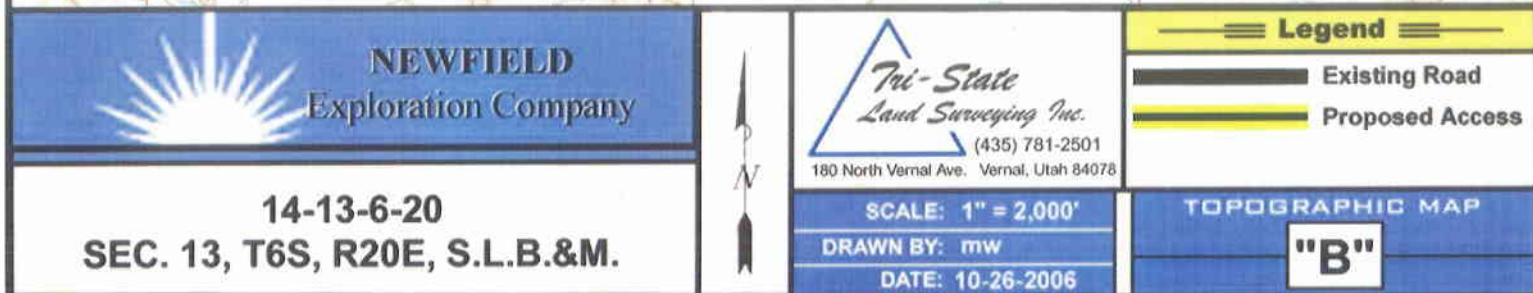 NEWFIELD
Exploration Company
14-13-6-20
SEC. 13, T6S, R20E, S.L.B.&M.
N
Tri-State
Land Surveying Inc.
(435) 781-2501
180 North Vernal Ave. Vernal, Utah 84078
SCALE: 1" = 2,000'
DRAWN BY: mw
DATE: 10-26-2006
Legend
Existing Road
Proposed Access
TOPOGRAPHIC MAP
"B"